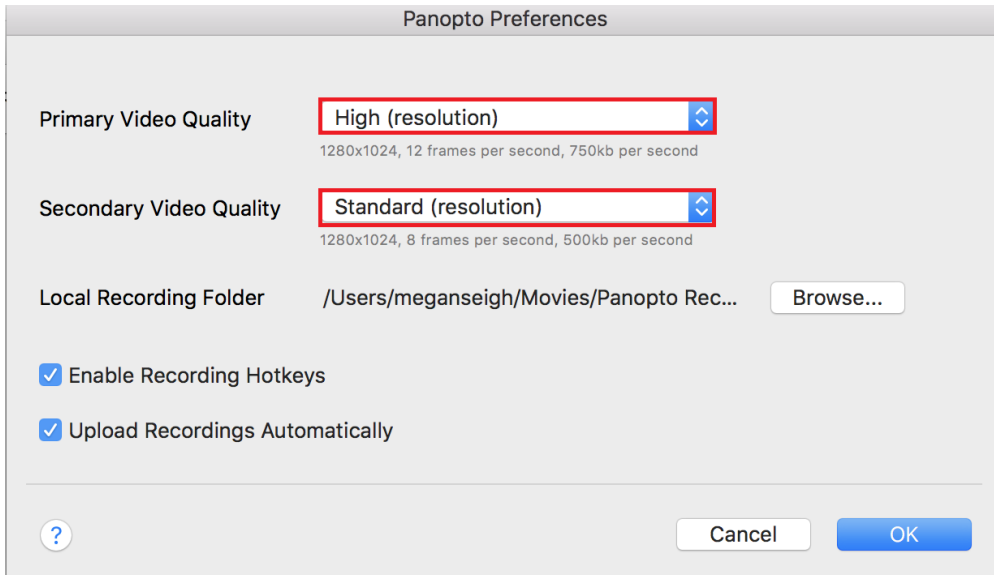 Panopto Preferences
Primary Video Quality
High (resolution)
1280x1024, 12 frames per second, 750kb per second
Secondary Video Quality
Standard (resolution)
1280x1024, 8 frames per second, 500kb per second
Local Recording Folder
/Users/meganseigh/Movies/Panopto Rec...
Browse...
Enable Recording Hotkeys
Upload Recordings Automatically
?
Cancel
OK